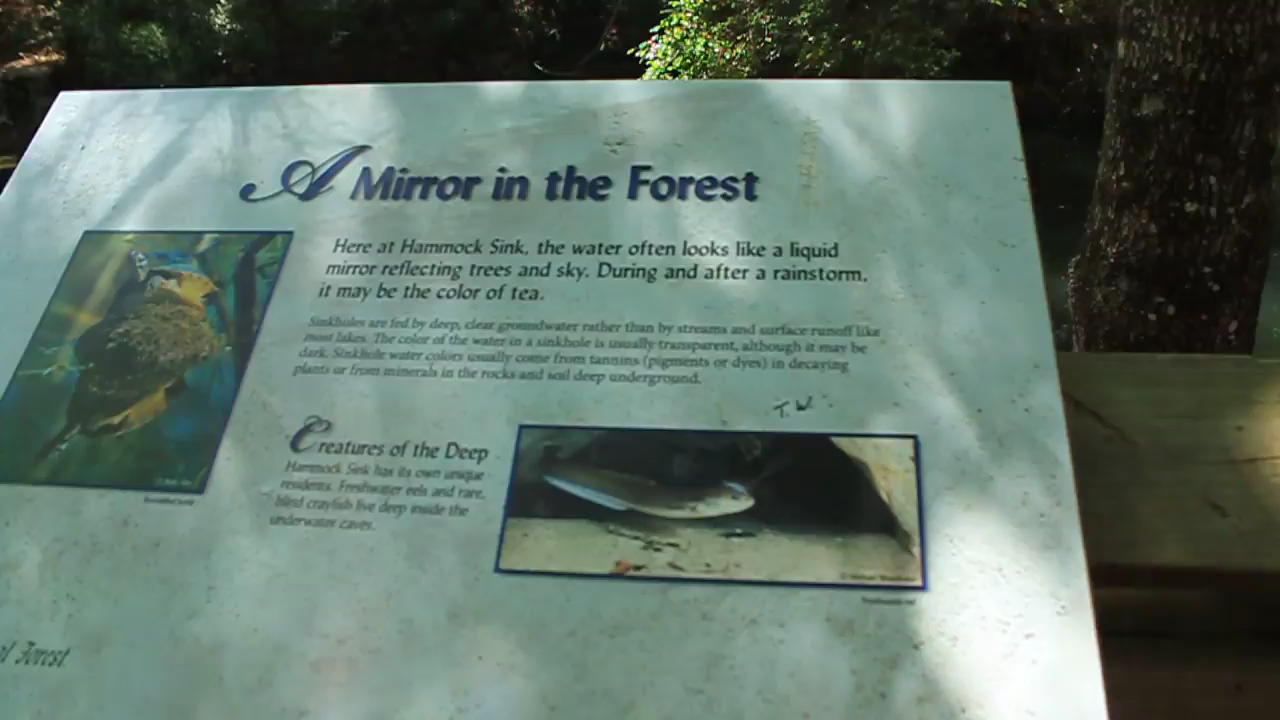 A Mirror in the Forest
Here at Hammock Sink, the water often looks like a liquid
mirror reflecting trees and sky. During and after a rainstorm,
it may be the color of tea.
Sinkholes are fed by deep, clear groundwater rather than by streams and surface runoff like
most lakes. The color of the water in a sinkhole is usually transparent, although it may be
dark. Sinkhole water colors usually come from tannins (pigments or dyes) in decaying
plants or from minerals in the rocks and soil deep underground.
T.W.
Creatures of the Deep
Hammock Sink has its own unique
residents. Freshwater eels and rare,
blind crayfish live deep inside the
underwater caves.
Forest